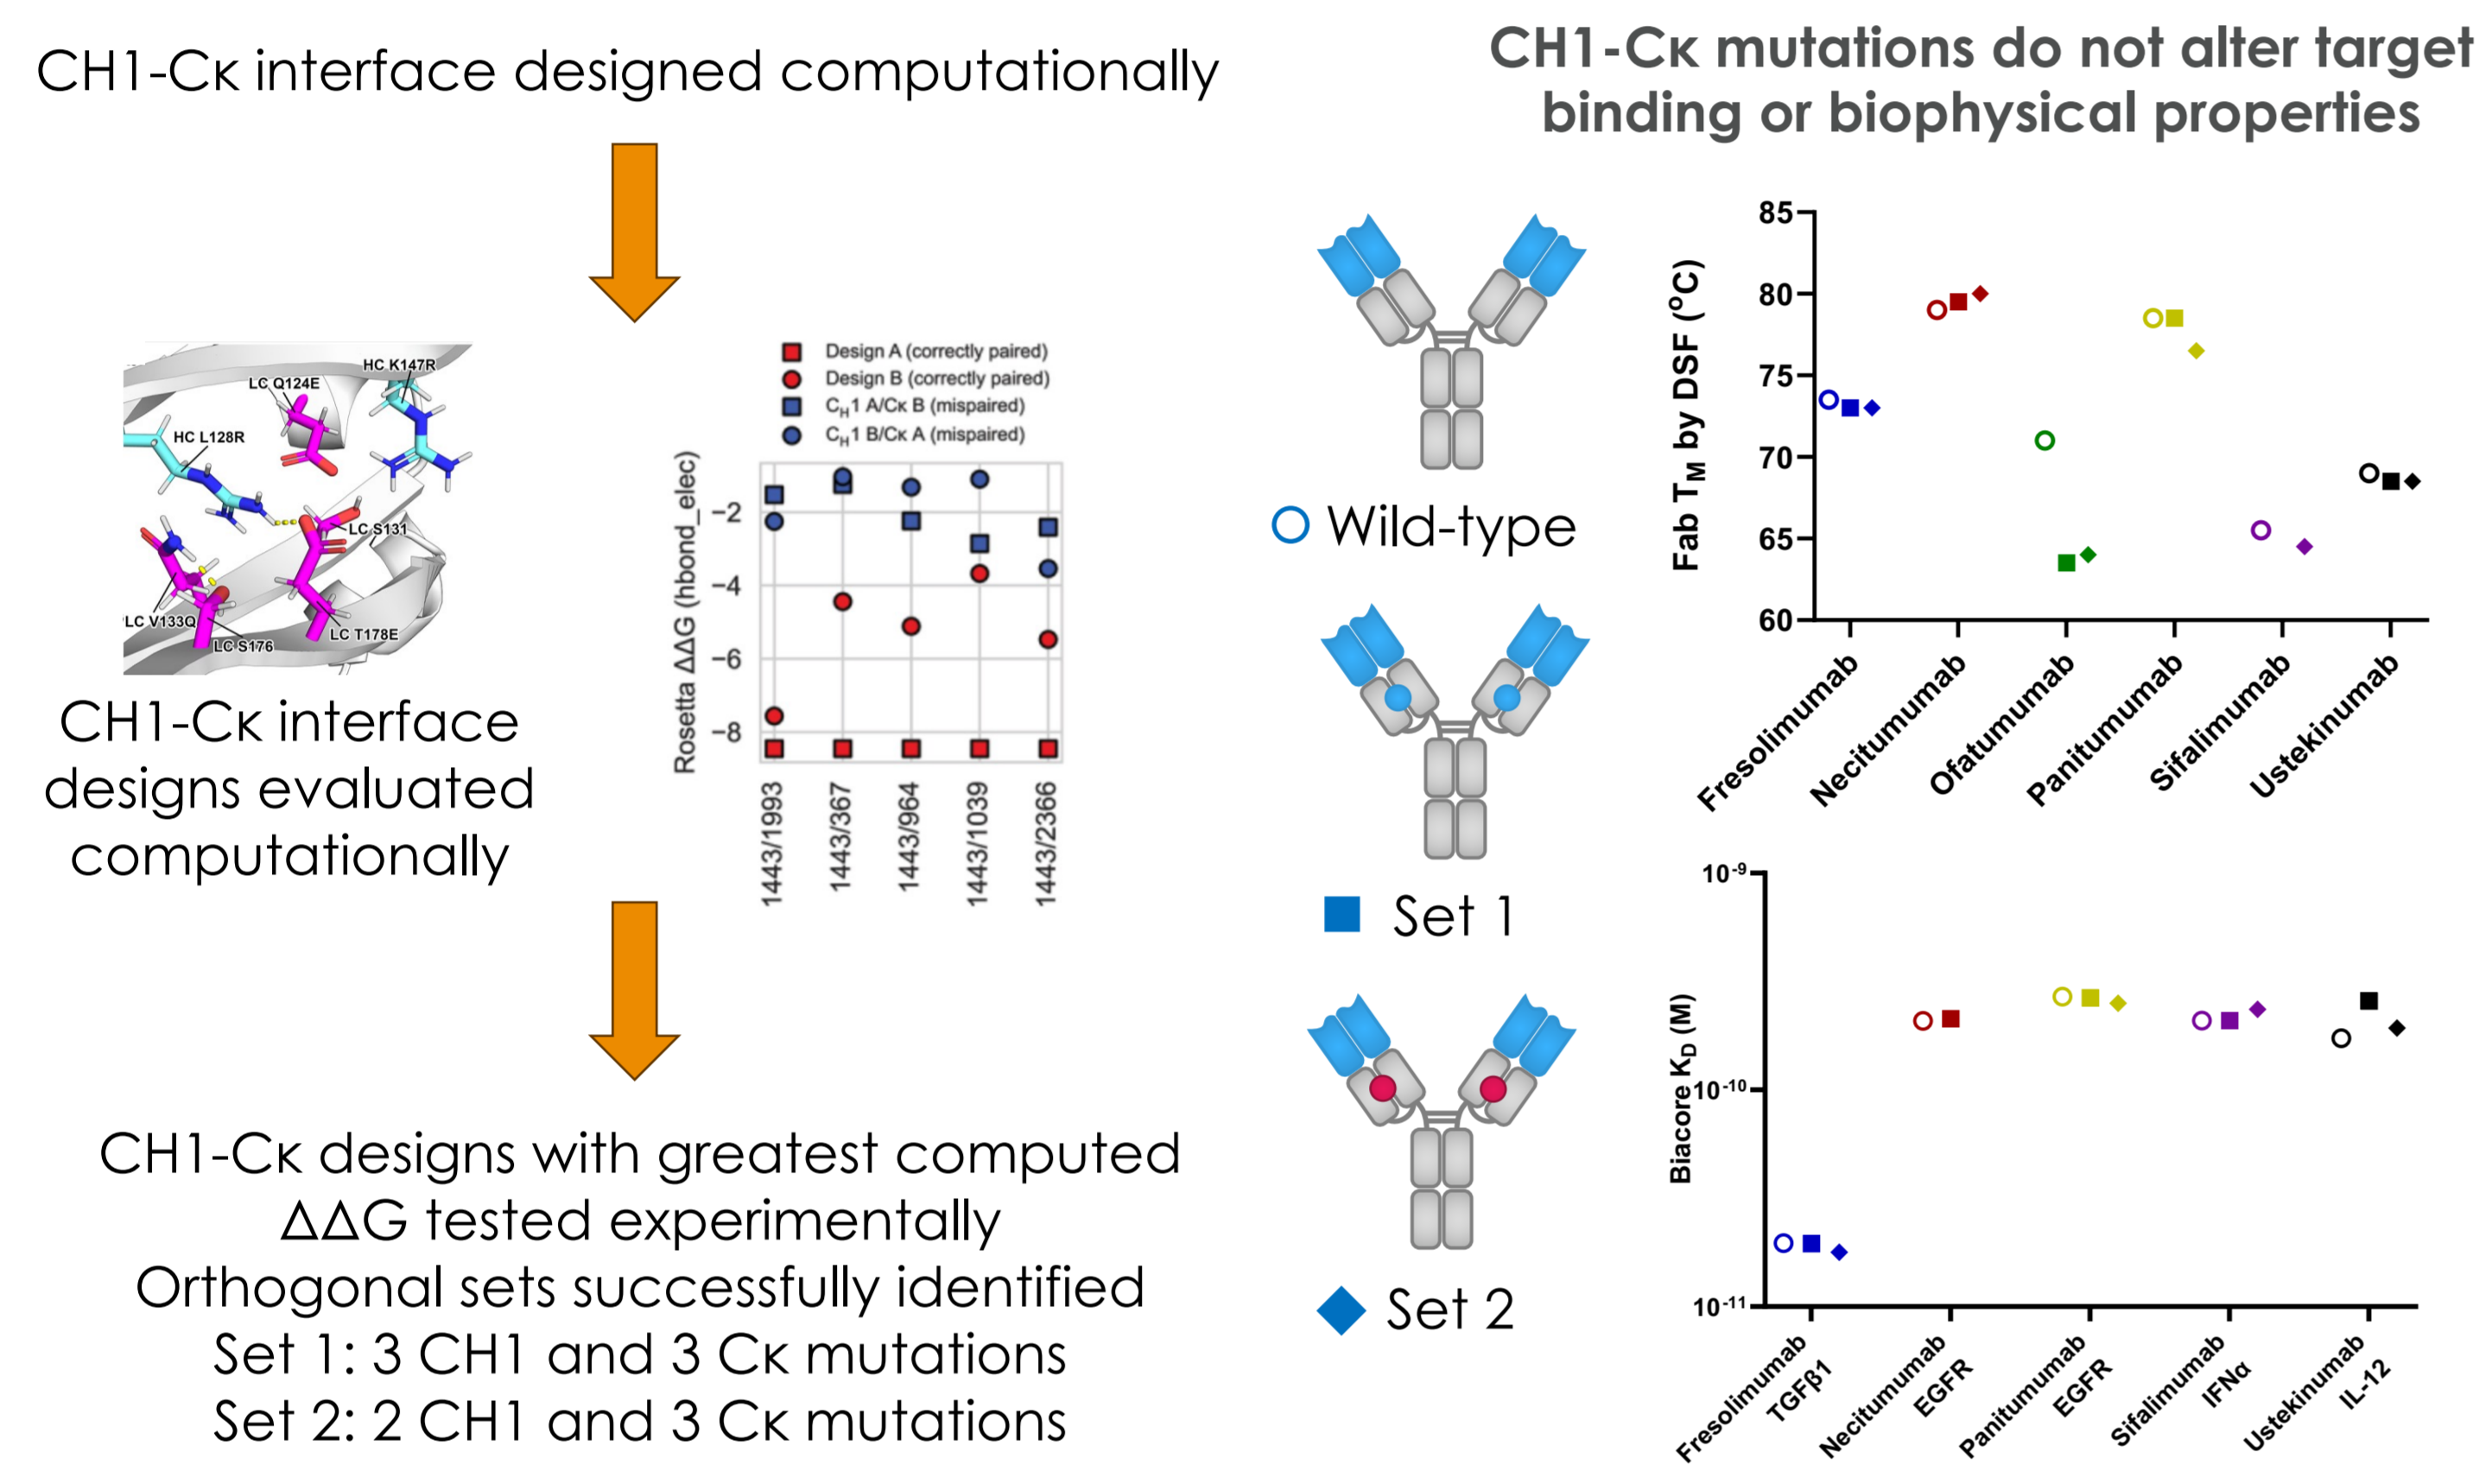 CH1-Cκ interface designed computationally
HC K147R
LC Q124E
HC L128R
LC S131
LC V133Q
LC S176
LC T178E
CH1-Cκ interface
designs evaluated
computationally
Design A (correctly paired)
Design B (correctly paired)
CH1 A/Cκ B (mispaired)
CH1 B/Cκ A (mispaired)
Rosetta ΔΔG (hbond_elec)
−2
−4
−6
−8
1443/1993
1443/367
1443/964
1443/1039
1443/2366
CH1-Cκ designs with greatest computed
ΔΔG tested experimentally
Orthogonal sets successfully identified
Set 1: 3 CH1 and 3 Cκ mutations
Set 2: 2 CH1 and 3 Cκ mutations
CH1-Cκ mutations do not alter target
binding or biophysical properties
Wild-type
Set 1
Set 2
Fab TM by DSF (°C)
85
80
75
70
65
60
Fresolimumab
Necitumumab
Ofatumumab
Panitumumab
Sifalimumab
Ustekinumab
Biacore KD (M)
10-9
10-10
10-11
Fresolimumab
TGFβ1
Necitumumab
EGFR
Panitumumab
EGFR
Sifalimumab
IFNα
Ustekinumab
IL-12